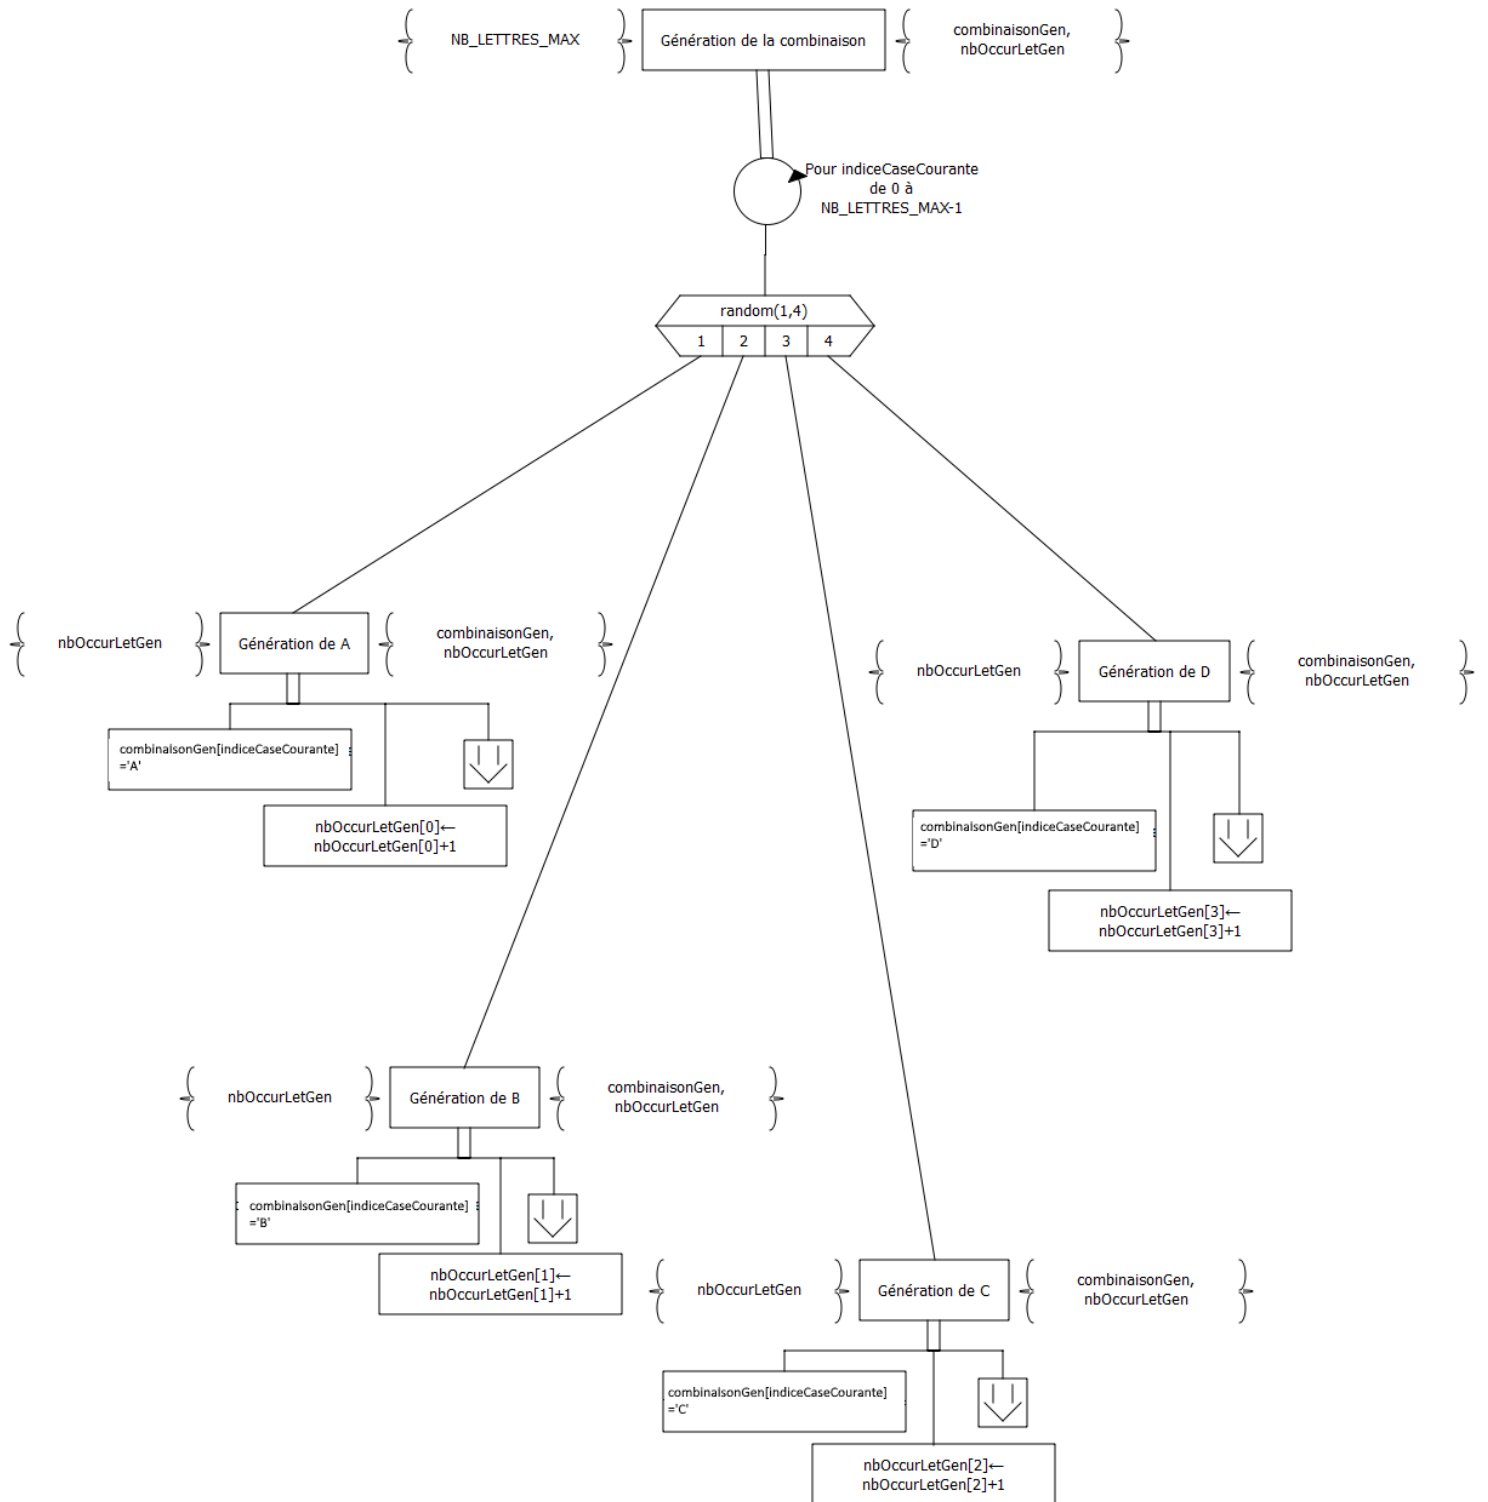 NB_LETTRES_MAX
Génération de la combinaison
combinaisonGen,
nbOccurLetGen
Pour indiceCaseCourante
de 0 à
NB_LETTRES_MAX-1
random(1,4)
1 2 3 4
nbOccurLetGen
Génération de A
combinaisonGen,
nbOccurLetGen
combinaisonGen[indiceCaseCourante]
='A'
nbOccurLetGen[0]←
nbOccurLetGen[0]+1
nbOccurLetGen
Génération de D
combinaisonGen,
nbOccurLetGen
combinaisonGen[indiceCaseCourante]
='D'
nbOccurLetGen[3]←
nbOccurLetGen[3]+1
nbOccurLetGen
Génération de B
combinaisonGen,
nbOccurLetGen
combinaisonGen[indiceCaseCourante]
='B'
nbOccurLetGen[1]←
nbOccurLetGen[1]+1
nbOccurLetGen
Génération de C
combinaisonGen,
nbOccurLetGen
combinaisonGen[indiceCaseCourante]
='C'
nbOccurLetGen[2]←
nbOccurLetGen[2]+1